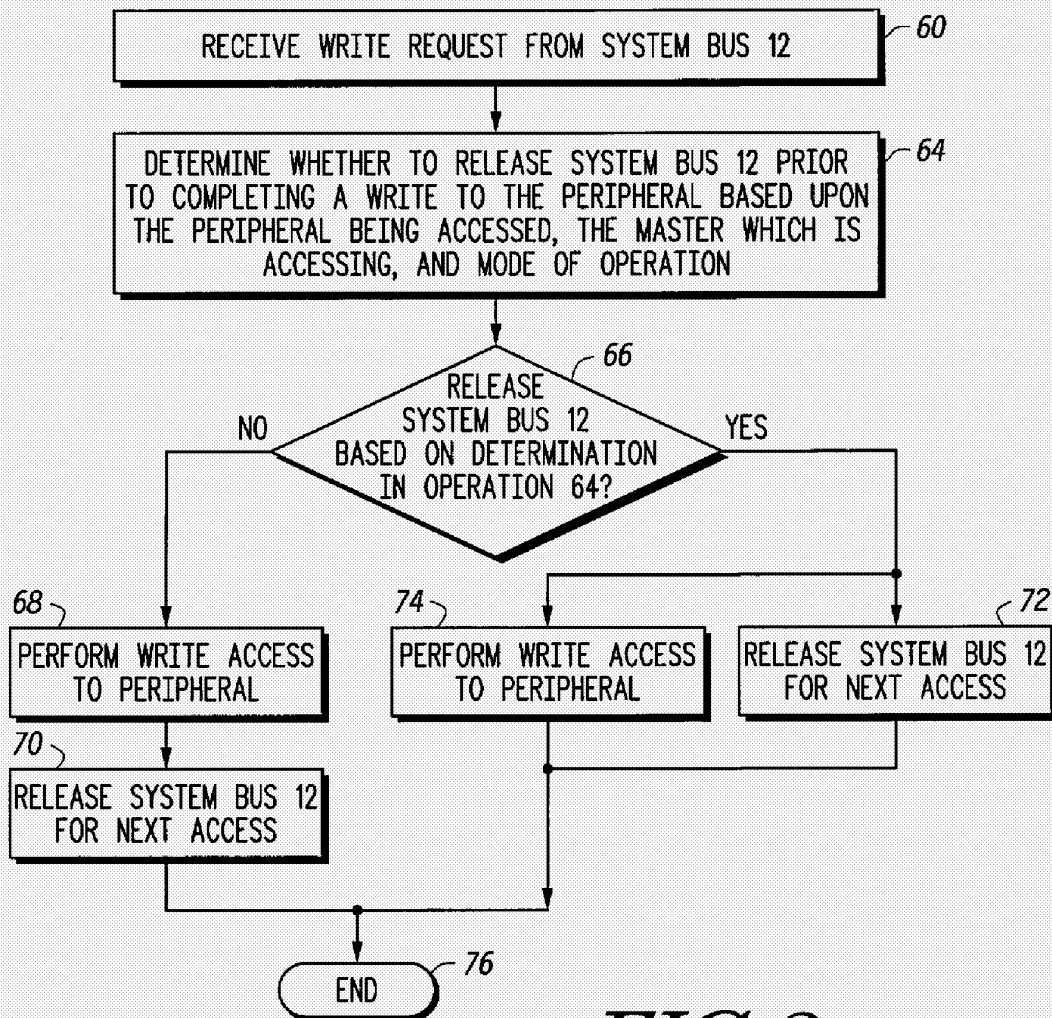 RECEIVE WRITE REQUEST FROM SYSTEM BUS 12
60
DETERMINE WHETHER TO RELEASE SYSTEM BUS 12 PRIOR
TO COMPLETING A WRITE TO THE PERIPHERAL BASED UPON
THE PERIPHERAL BEING ACCESSED, THE MASTER WHICH IS
ACCESSING, AND MODE OF OPERATION
64
66
RELEASE
SYSTEM BUS 12
BASED ON DETERMINATION
IN OPERATION 64?
NO
YES
68
PERFORM WRITE ACCESS
TO PERIPHERAL
74
PERFORM WRITE ACCESS
TO PERIPHERAL
72
RELEASE SYSTEM BUS 12
FOR NEXT ACCESS
70
RELEASE SYSTEM BUS 12
FOR NEXT ACCESS
END
76